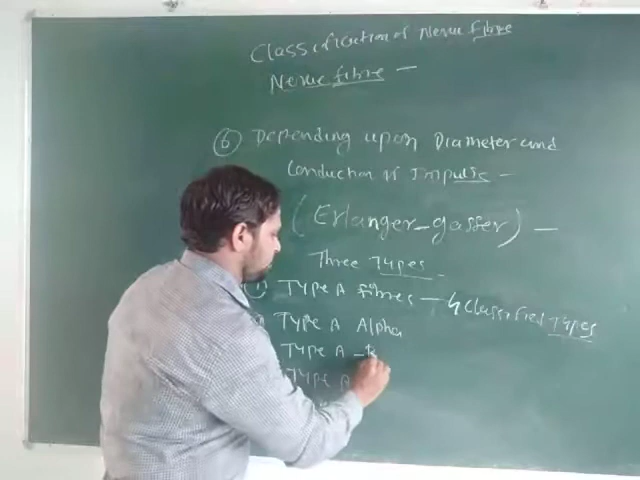 Classification of Nerve fibre
Nerve fibre —
⑥ Depending upon Diameter and
Conduction of Impulse —
(Erlanger-gasser) —
Three Types —
① Type A fibres — 4 Classified Types
Type A Alpha
Type A -
Type A